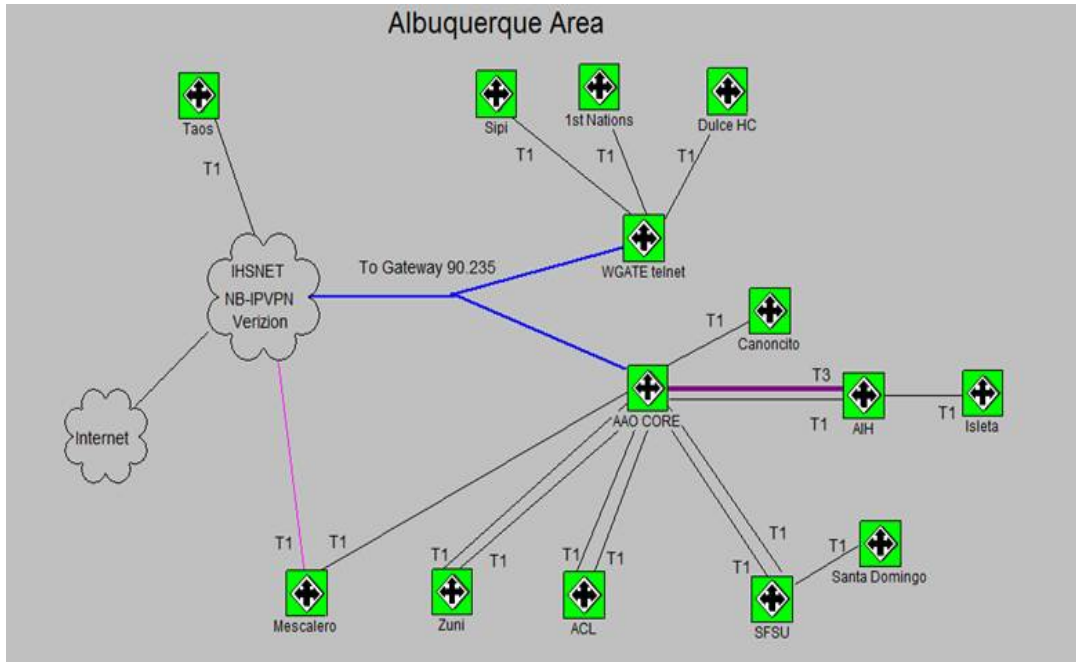 Albuquerque Area
Taos
Sipi
1st Nations
Dulce HC
T1
T1
T1
T1
IHSNET
NB-IPVPN
Verizion
To Gateway 90.235
WGATE telnet
T1
Canoncito
T3
AAO CORE
T1
AIH
T1
Isleta
Internet
T1
T1
T1
T1
T1
T1
T1
T1
T1
Santa Domingo
Mescalero
Zuni
ACL
SFSU